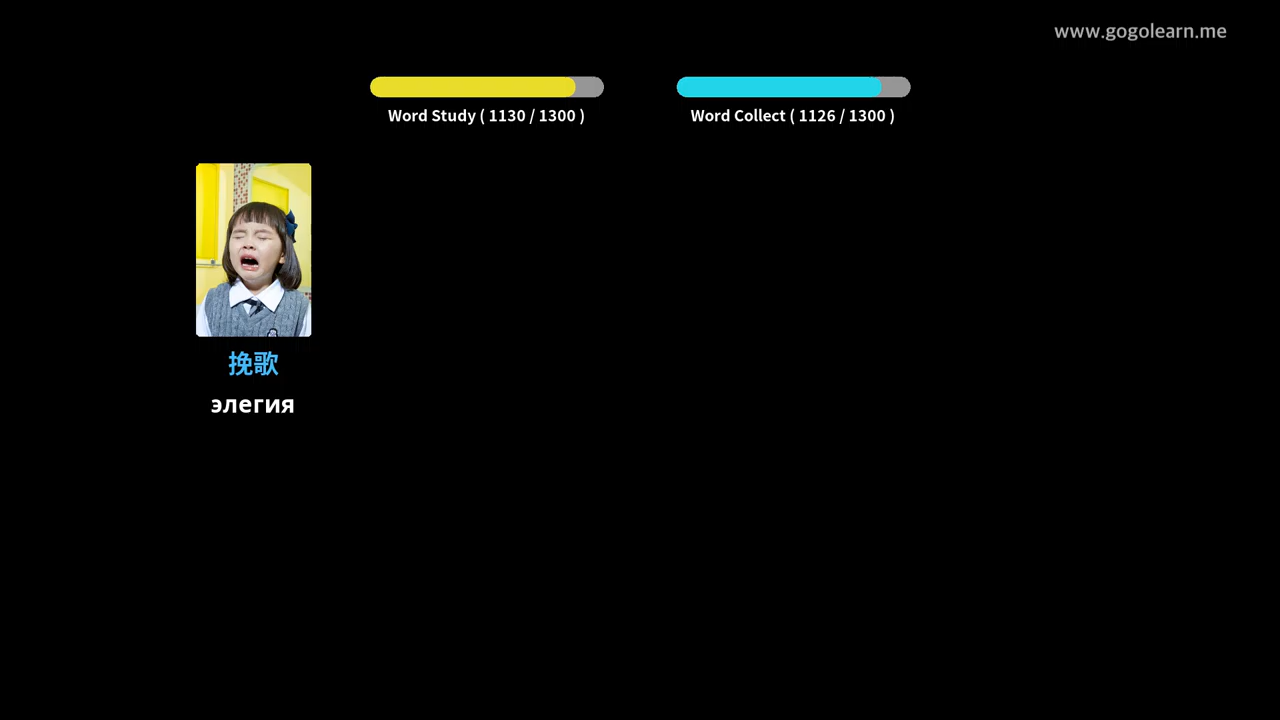 www.gogolearn.me
Word Study ( 1130 / 1300 )
Word Collect ( 1126 / 1300 )
挽歌
элегия